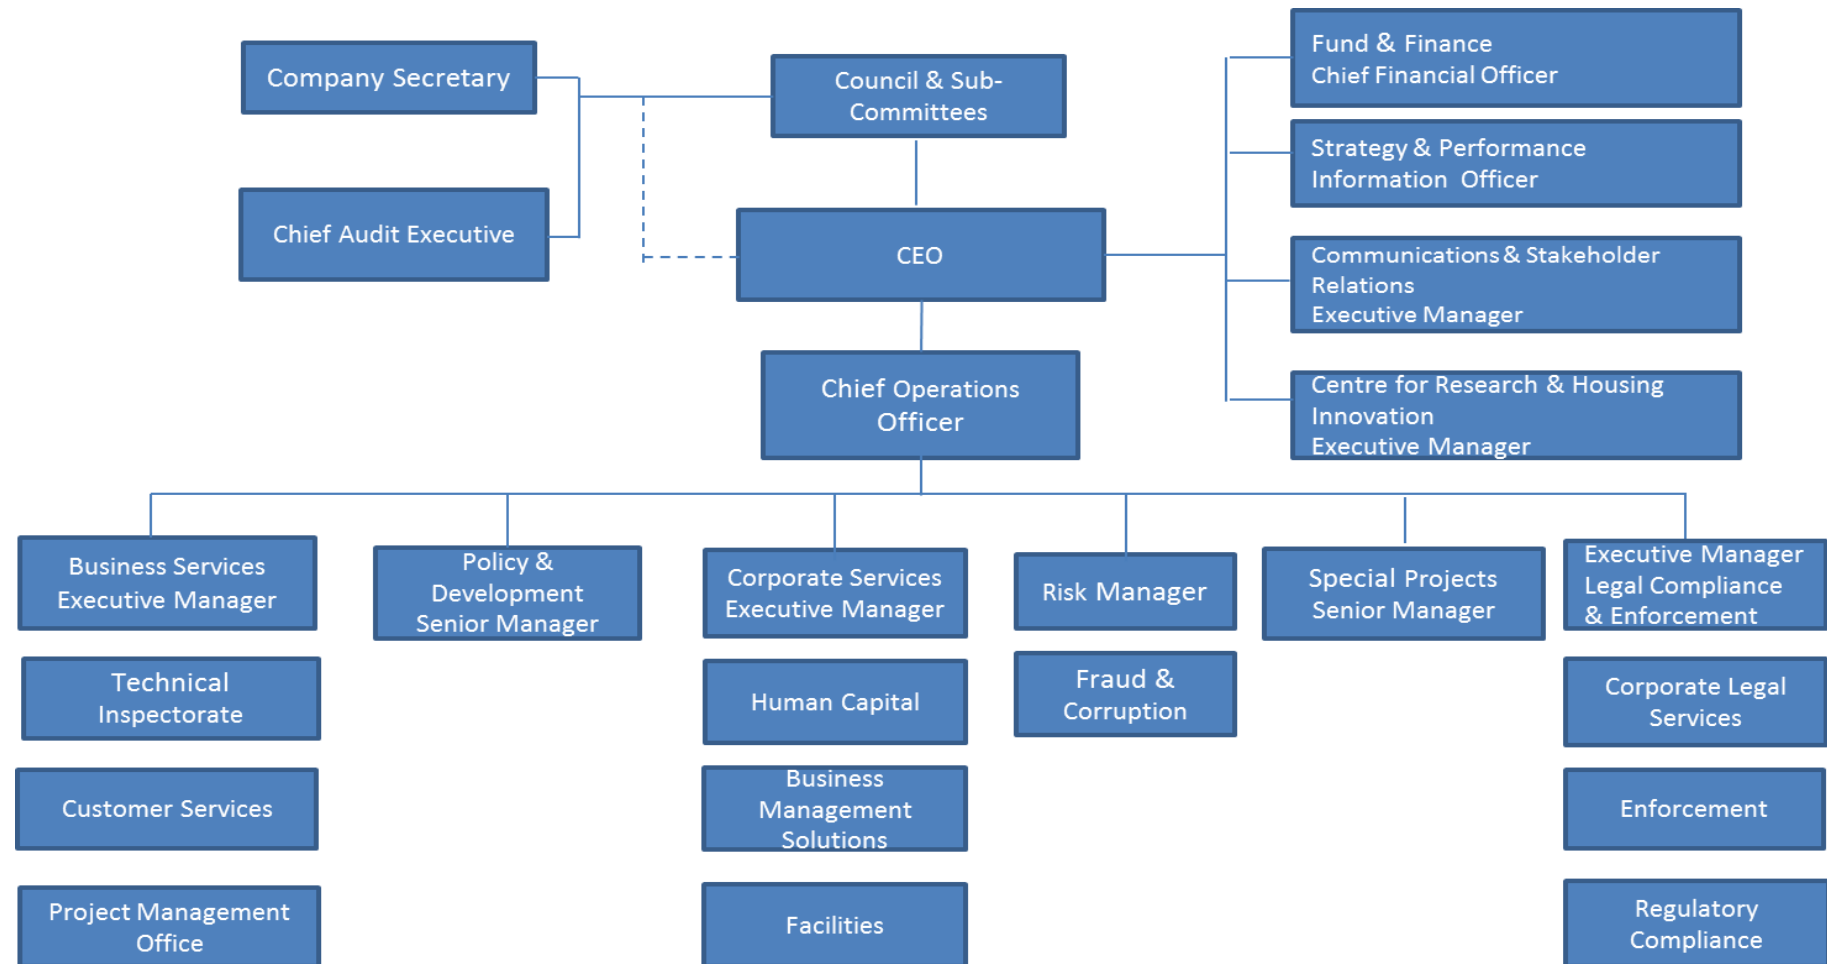 Company Secretary
Council & Sub-
Committees
Fund & Finance
Chief Financial Officer
Strategy & Performance
Information Officer
Chief Audit Executive
CEO
Communications & Stakeholder
Relations
Executive Manager
Chief Operations
Officer
Centre for Research & Housing
Innovation
Executive Manager
Business Services
Executive Manager
Policy &
Development
Senior Manager
Corporate Services
Executive Manager
Risk Manager
Special Projects
Senior Manager
Executive Manager
Legal Compliance
& Enforcement
Technical
Inspectorate
Human Capital
Fraud &
Corruption
Corporate Legal
Services
Customer Services
Business
Management
Solutions
Enforcement
Project Management
Office
Facilities
Regulatory
Compliance